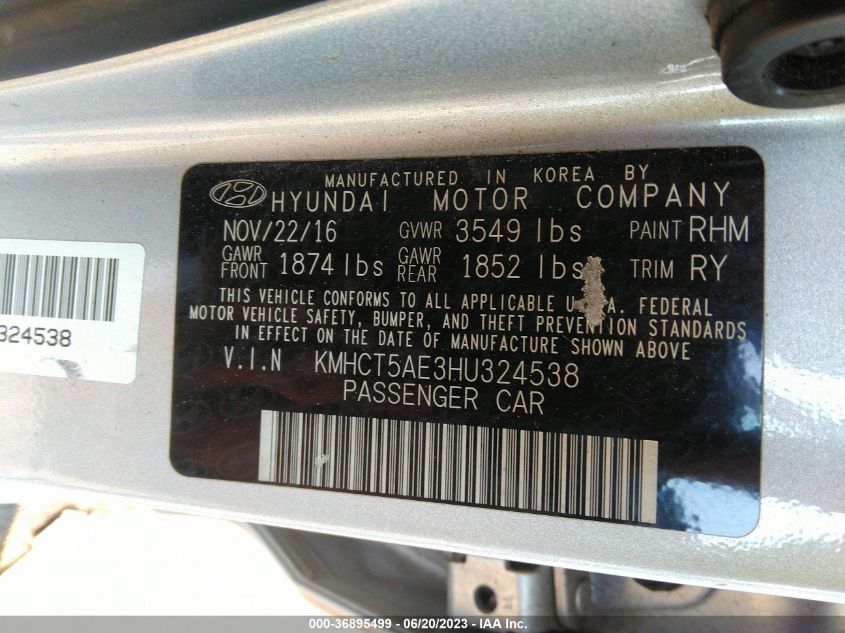 MANUFACTURED IN KOREA BY
HYUNDAI MOTOR COMPANY
NOV/22/16 GVWR 3549 lbs PAINT RHM
GAWR FRONT 1874 lbs GAWR REAR 1852 lbs TRIM RY
THIS VEHICLE CONFORMS TO ALL APPLICABLE FEDERAL
MOTOR VEHICLE SAFETY, BUMPER, AND THEFT PREVENTION STANDARDS
IN EFFECT ON THE DATE OF MANUFACTURE SHOWN ABOVE
V.I.N KMHCT5AE3HU324538
PASSENGER CAR
324538
000-36895499 - 06/20/2023 - IAA Inc.